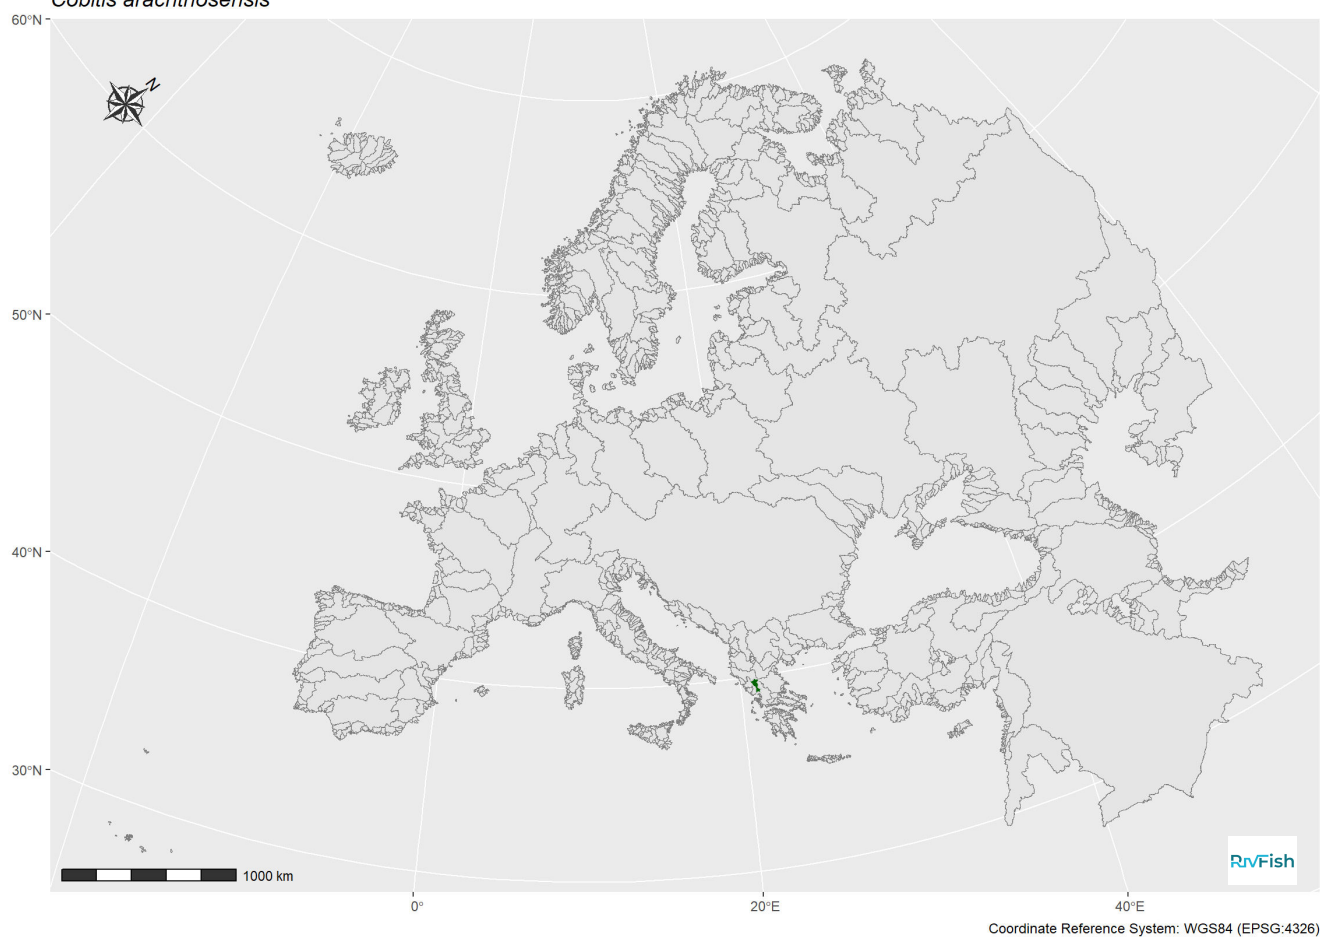 Cobitis arachthosensis
60°N
N
50°N
40°N
30°N
1000 km
RivFish
0°
20°E
40°E
Coordinate Reference System: WGS84 (EPSG:4326)